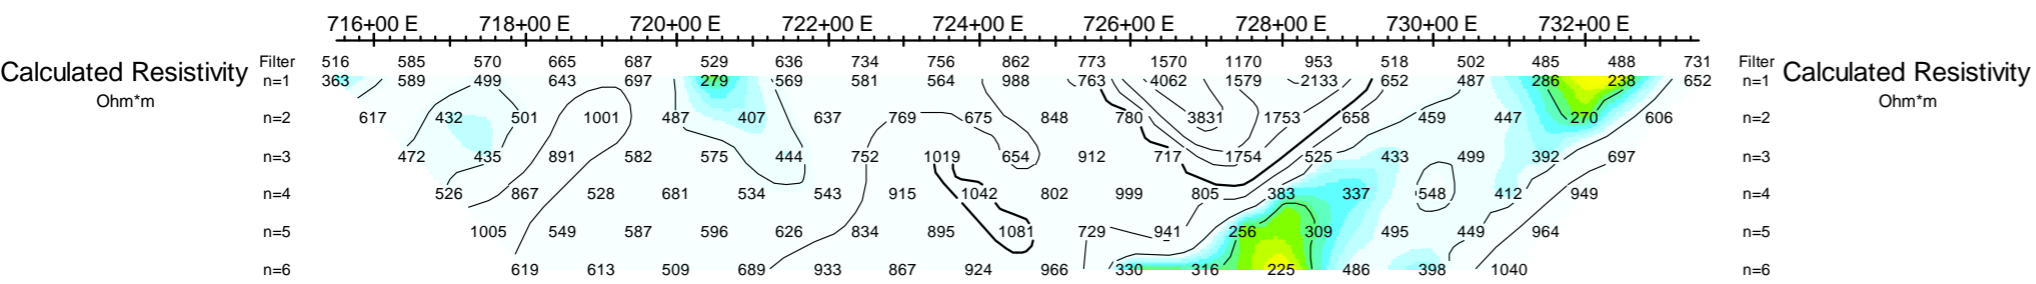 716+00 E 718+00 E 720+00 E 722+00 E 724+00 E 726+00 E 728+00 E 730+00 E 732+00 E
Filter 516 585 570 665 687 529 636 734 756 862 773 1570 1170 953 518 502 485 488 731 Filter
Calculated Resistivity n=1 363 589 499 643 697 279 569 581 564 988 763 4062 1579 2133 652 487 286 238 652 n=1 Calculated Resistivity
Ohm*m Ohm*m
n=2 617 432 501 1001 487 407 637 769 675 848 780 3831 1753 658 459 447 270 606 n=2
n=3 472 435 891 582 575 444 752 1019 654 912 717 1754 525 433 499 392 697 n=3
n=4 526 867 528 681 534 543 915 1042 802 999 805 383 337 548 412 949 n=4
n=5 1005 549 587 596 626 834 895 1081 729 941 256 309 495 449 964 n=5
n=6 619 613 509 689 933 867 924 966 330 316 225 486 398 1040 n=6